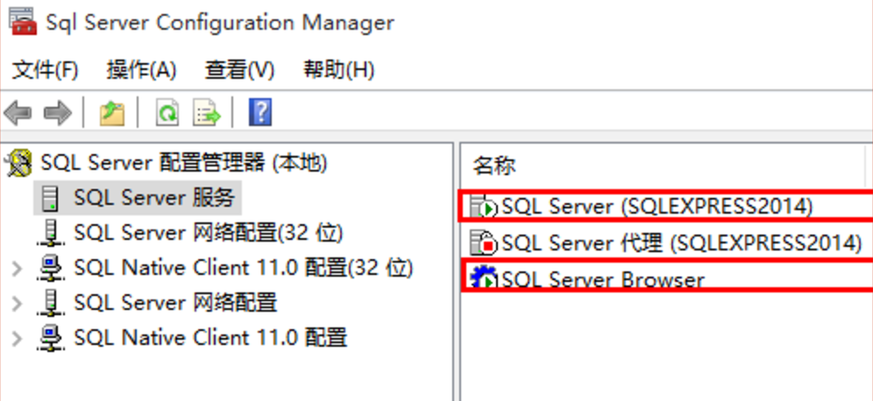 Sql Server Configuration Manager
文件(F) 操作(A) 查看(V) 帮助(H)
SQL Server 配置管理器 (本地)
SQL Server 服务
SQL Server 网络配置(32 位)
SQL Native Client 11.0 配置(32 位)
SQL Server 网络配置
SQL Native Client 11.0 配置
名称
SQL Server (SQLEXPRESS2014)
SQL Server 代理 (SQLEXPRESS2014)
SQL Server Browser